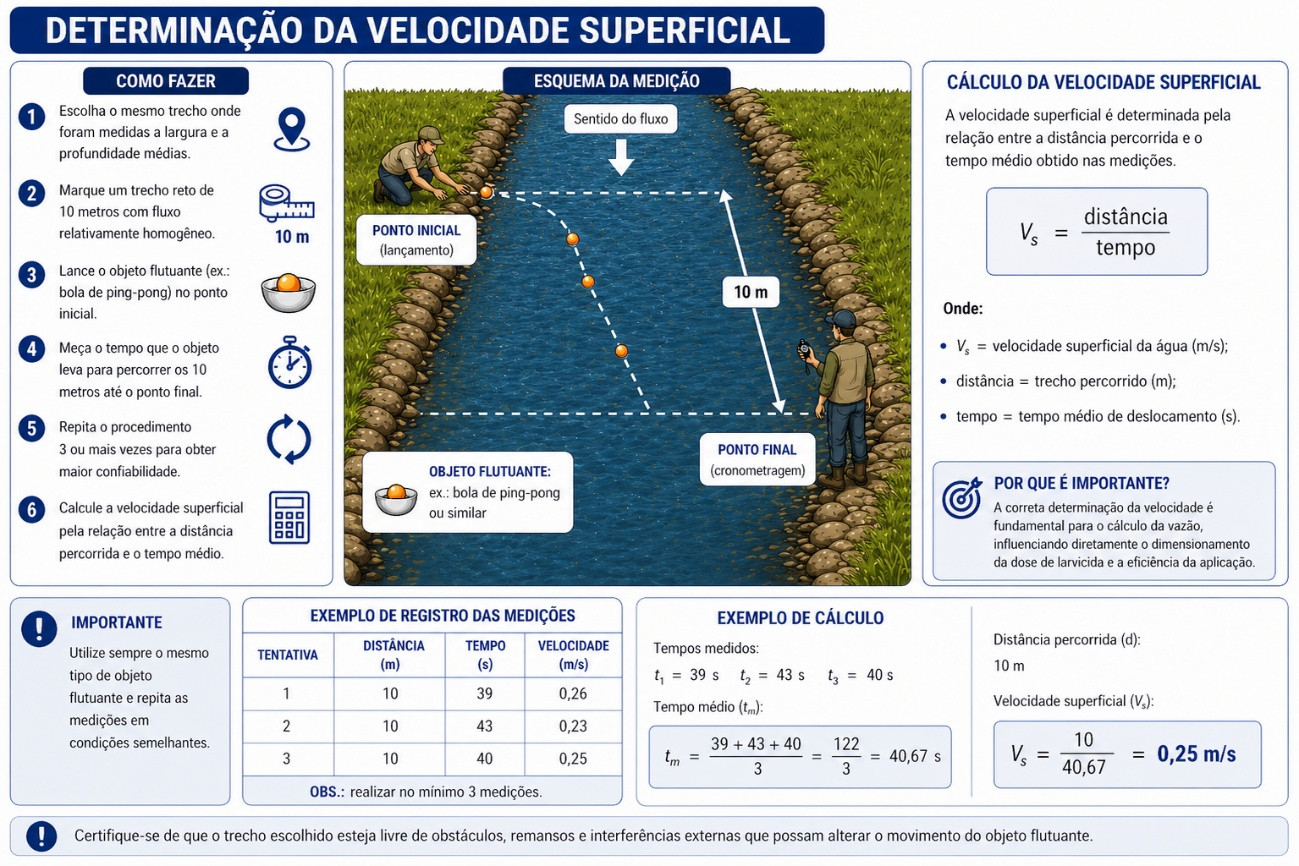 DETERMINAÇÃO DA VELOCIDADE SUPERFICIAL
COMO FAZER
1
Escolha o mesmo trecho onde
foram medidas a largura e a
profundidade médias.
2
Marque um trecho reto de
10 metros com fluxo
relativamente homogêneo.
10 m
3
Lance o objeto flutuante (ex.:
bola de ping-pong) no ponto
inicial.
4
Meça o tempo que o objeto
leva para percorrer os 10
metros até o ponto final.
5
Repita o procedimento
3 ou mais vezes para obter
maior confiabilidade.
6
Calcule a velocidade superficial
pela relação entre a distância
percorrida e o tempo médio.
ESQUEMA DA MEDIÇÃO
Sentido do fluxo
PONTO INICIAL
(lançamento)
10 m
PONTO FINAL
(cronometragem)
OBJETO FLUTUANTE:
ex.: bola de ping-pong
ou similar
CÁLCULO DA VELOCIDADE SUPERFICIAL
A velocidade superficial é determinada pela
relação entre a distância percorrida e o
tempo médio obtido nas medições.
Vs = distância / tempo
Onde:
• Vs = velocidade superficial da água (m/s);
• distância = trecho percorrido (m);
• tempo = tempo médio de deslocamento (s).
POR QUE É IMPORTANTE?
A correta determinação da velocidade é
fundamental para o cálculo da vazão,
influenciando diretamente o dimensionamento
da dose de larvicida e a eficiência da aplicação.
!
IMPORTANTE
Utilize sempre o mesmo
tipo de objeto
flutuante e repita as
medições em
condições semelhantes.
EXEMPLO DE REGISTRO DAS MEDIÇÕES
TENTATIVA DISTÂNCIA (m) TEMPO (s) VELOCIDADE (m/s)
1 10 39 0,26
2 10 43 0,23
3 10 40 0,25
OBS.: realizar no mínimo 3 medições.
EXEMPLO DE CÁLCULO
Tempos medidos:
t1 = 39 s t2 = 43 s t3 = 40 s
Tempo médio (tm):
tm = 39 + 43 + 40 / 3 = 122 / 3 = 40,67 s
Distância percorrida (d):
10 m
Velocidade superficial (Vs):
Vs = 10 / 40,67 = 0,25 m/s
!
Certifique-se de que o trecho escolhido esteja livre de obstáculos, remansos e interferências externas que possam alterar o movimento do objeto flutuante.